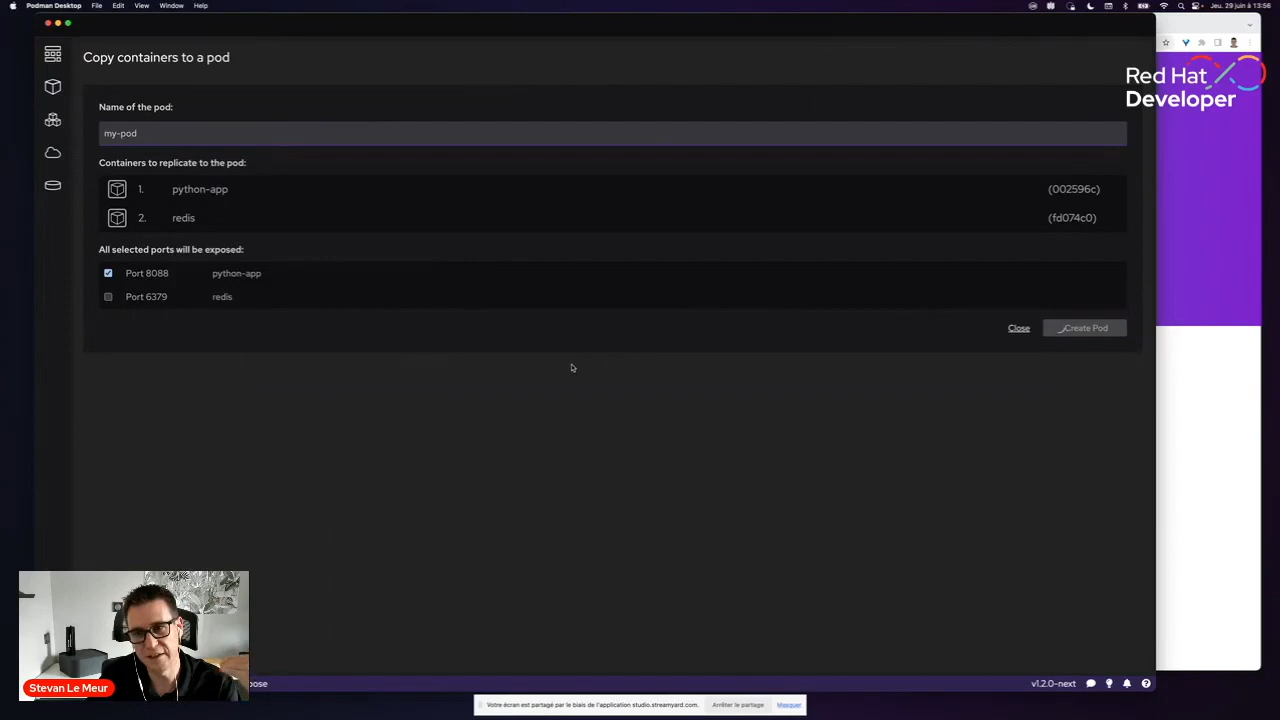 Podman Desktop File Edit View Window Help
Jeu. 29 juin à 13:56
Copy containers to a pod
Red Hat
Developer
Name of the pod:
my-pod
Containers to replicate to the pod:
1. python-app (002596c)
2. redis (fd074c0)
All selected ports will be exposed:
Port 8088 python-app
Port 6379 redis
Close Create Pod
Stevan Le Meur
pose
v1.2.0-next
Votre écran est partagé par le biais de l'application studio.streamyard.com. Arrêter le partage Masquer